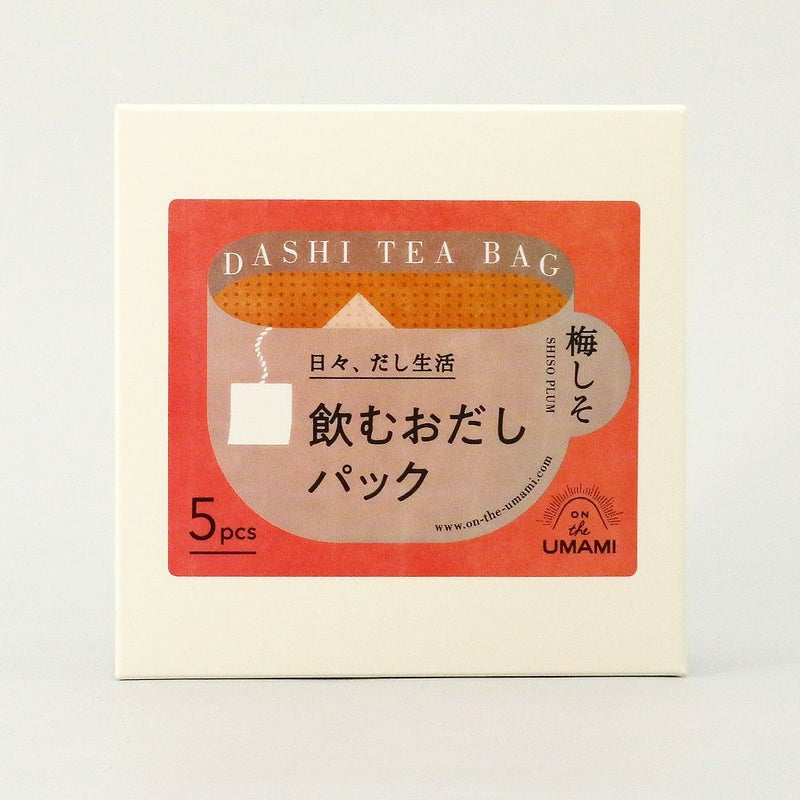 DASHI TEA BAG
梅しそ
SHISO PLUM
日々、だし生活
飲むおだし
パック
www.on-the-umami.com
5pcs
ON
the
UMAMI